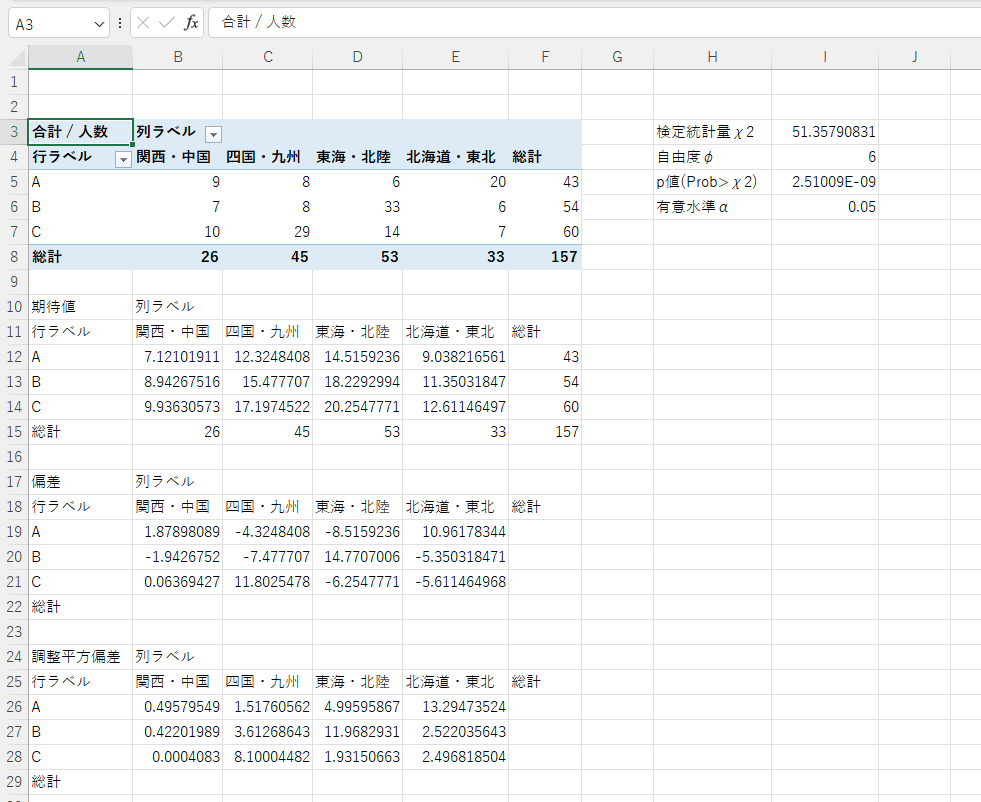 A3 fx 合計 / 人数
A B C D E F G H I J
1
2
3 合計 / 人数 列ラベル 検定統計量χ2 51.35790831
4 行ラベル 関西・中国 四国・九州 東海・北陸 北海道・東北 総計 自由度φ 6
5 A 9 8 6 20 43 p値(Prob>χ2) 2.51009E-09
6 B 7 8 33 6 54 有意水準α 0.05
7 C 10 29 14 7 60
8 総計 26 45 53 33 157
9
10 期待値 列ラベル
11 行ラベル 関西・中国 四国・九州 東海・北陸 北海道・東北 総計
12 A 7.12101911 12.3248408 14.5159236 9.038216561 43
13 B 8.94267516 15.477707 18.2292994 11.35031847 54
14 C 9.93630573 17.1974522 20.2547771 12.61146497 60
15 総計 26 45 53 33 157
16
17 偏差 列ラベル
18 行ラベル 関西・中国 四国・九州 東海・北陸 北海道・東北 総計
19 A 1.87898089 -4.3248408 -8.5159236 10.96178344
20 B -1.9426752 -7.477707 14.7707006 -5.350318471
21 C 0.06369427 11.8025478 -6.2547771 -5.611464968
22 総計
23
24 調整平方偏差 列ラベル
25 行ラベル 関西・中国 四国・九州 東海・北陸 北海道・東北 総計
26 A 0.49579549 1.51760562 4.99595867 13.29473524
27 B 0.42201989 3.61268643 11.9682931 2.522035643
28 C 0.0004083 8.10004482 1.93150663 2.496818504
29 総計